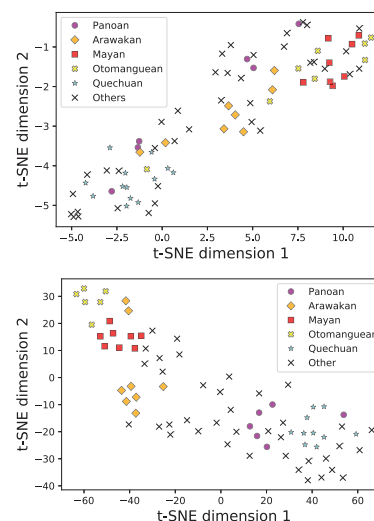 Panoan
Arawakan
Mayan
Otomanguean
Quechuan
Others
t-SNE dimension 2
−1
−2
−3
−4
−5
−5.0 −2.5 0.0 2.5 5.0 7.5 10.0
t-SNE dimension 1
Panoan
Arawakan
Mayan
Otomanguean
Quechuan
Other
t-SNE dimension 2
30
20
10
0
−10
−20
−30
−40
−60 −40 −20 0 20 40 60
t-SNE dimension 1